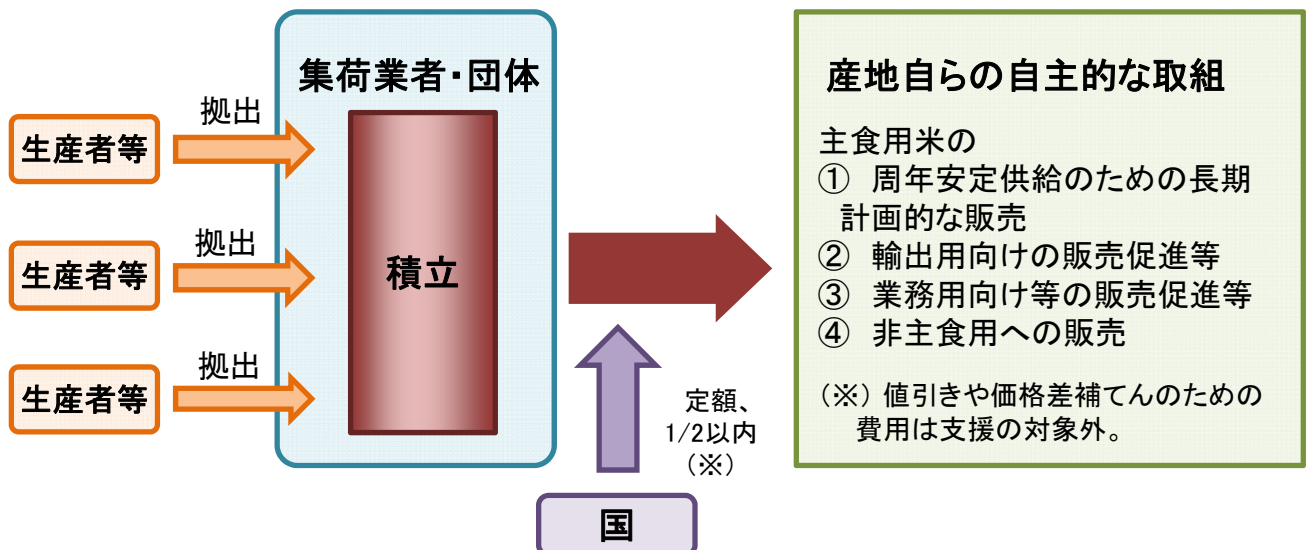 集荷業者・団体
生産者等
拠出
生産者等
拠出
生産者等
拠出
積立
定額、
1/2以内
(※)
国
産地自らの自主的な取組
主食用米の
① 周年安定供給のための長期
計画的な販売
② 輸出用向けの販売促進等
③ 業務用向け等の販売促進等
④ 非主食用への販売
(※) 値引きや価格差補てんのための
費用は支援の対象外。